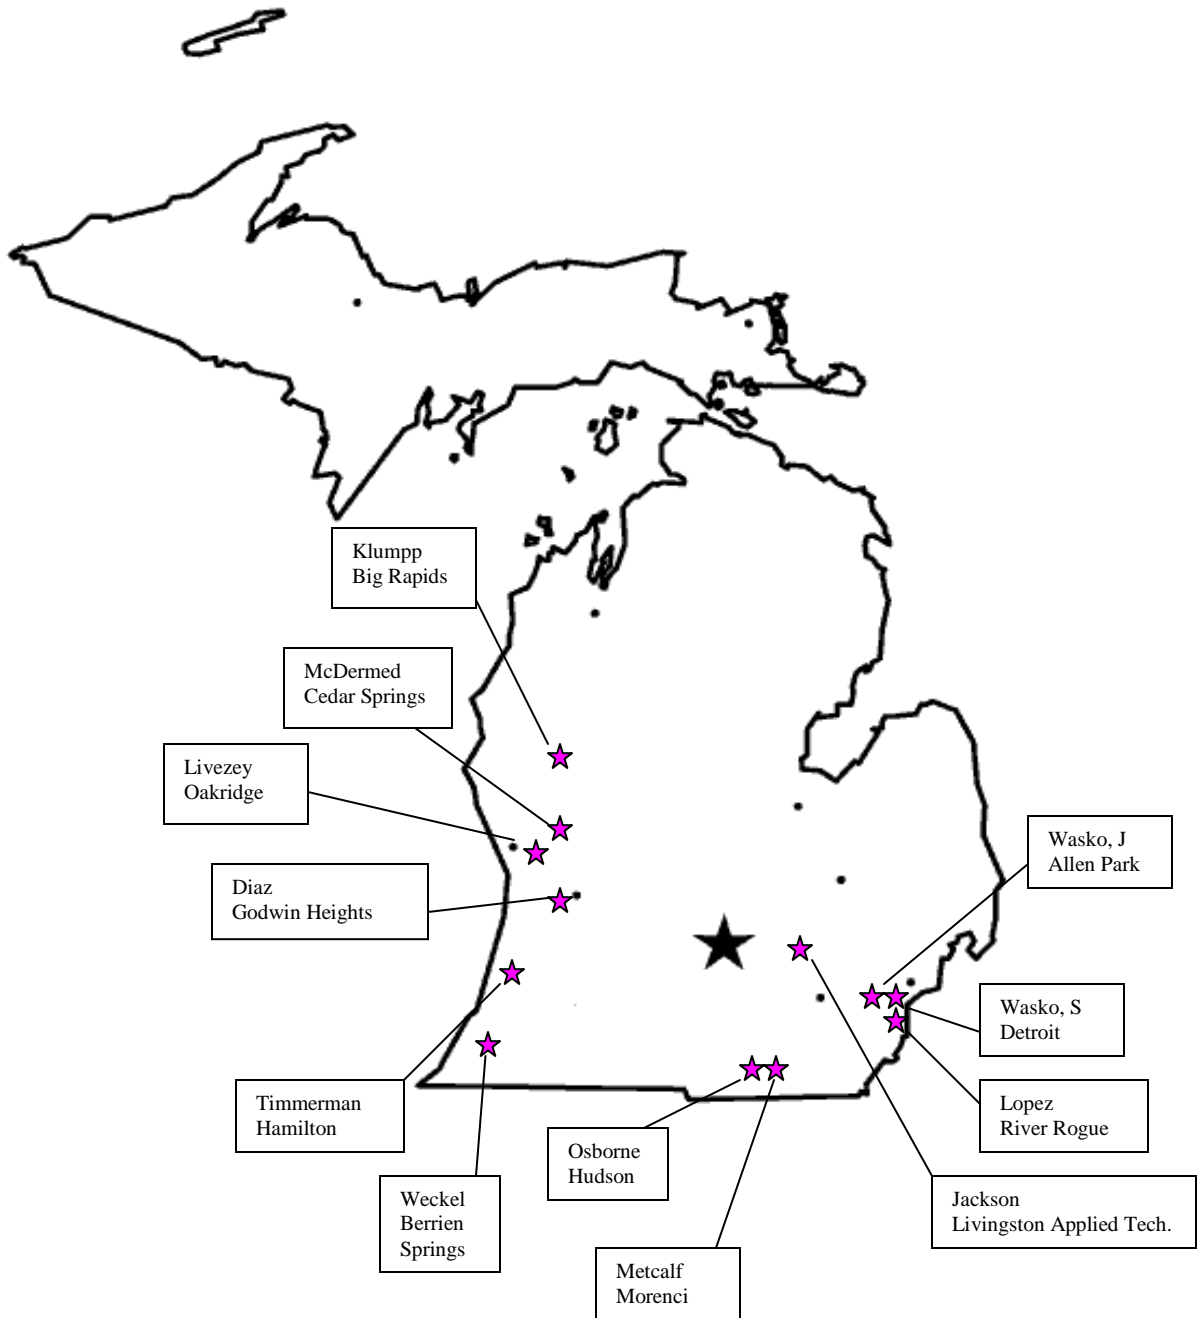 Klumpp
Big Rapids
McDermed
Cedar Springs
Livezey
Oakridge
Diaz
Godwin Heights
Wasko, J
Allen Park
Wasko, S
Detroit
Timmerman
Hamilton
Lopez
River Rogue
Osborne
Hudson
Weckel
Berrien
Springs
Jackson
Livingston Applied Tech.
Metcalf
Morenci